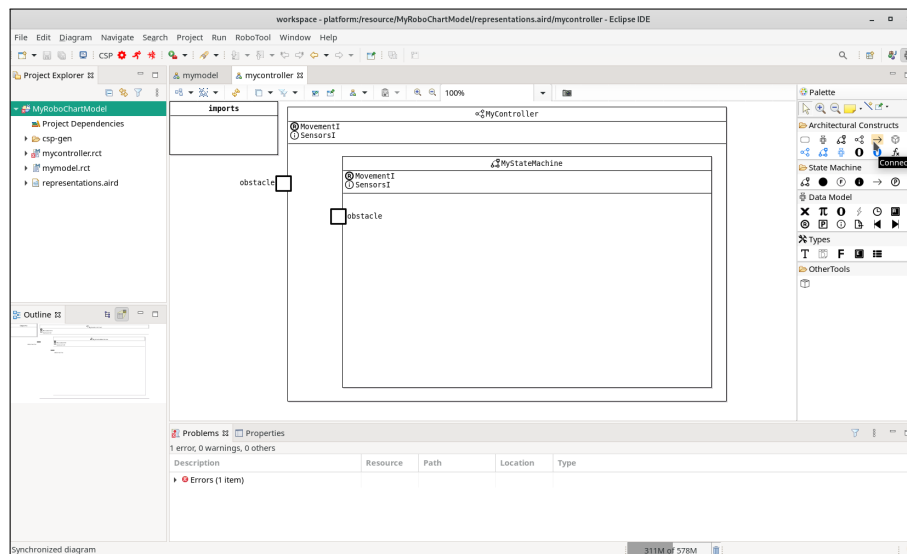 workspace - platform:/resource/MyRoboChartModel/representations.aird/mycontroller - Eclipse IDE
File Edit Diagram Navigate Search Project Run RoboTool Window Help
CSP
Project Explorer
mymodel
mycontroller
100%
Palette
MyRoboChartModel
Project Dependencies
csp-gen
mycontroller.rct
mymodel.rct
representations.aird
imports
MyController
MovementI
SensorsI
obstacle
MyStateMachine
MovementI
SensorsI
obstacle
Architectural Constructs
Connec
State Machine
Data Model
Types
OtherTools
Outline
Problems
Properties
1 error, 0 warnings, 0 others
Description Resource Path Location Type
Errors (1 item)
Synchronized diagram
311M of 578M